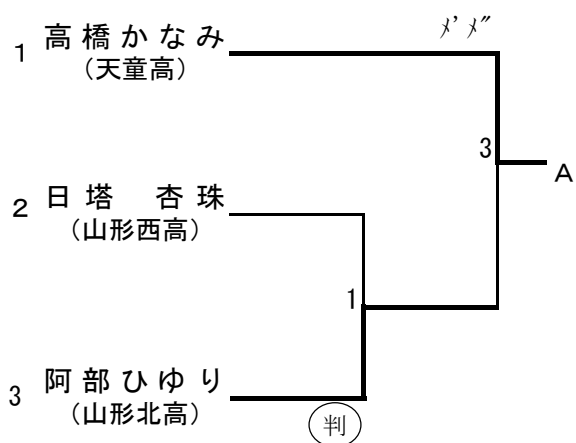 1 高橋かなみ
(天童高)
ﾒ' ﾒ"
3
A
2 日塔 杏珠
(山形西高)
1
3 阿部ひゆり
(山形北高)
判